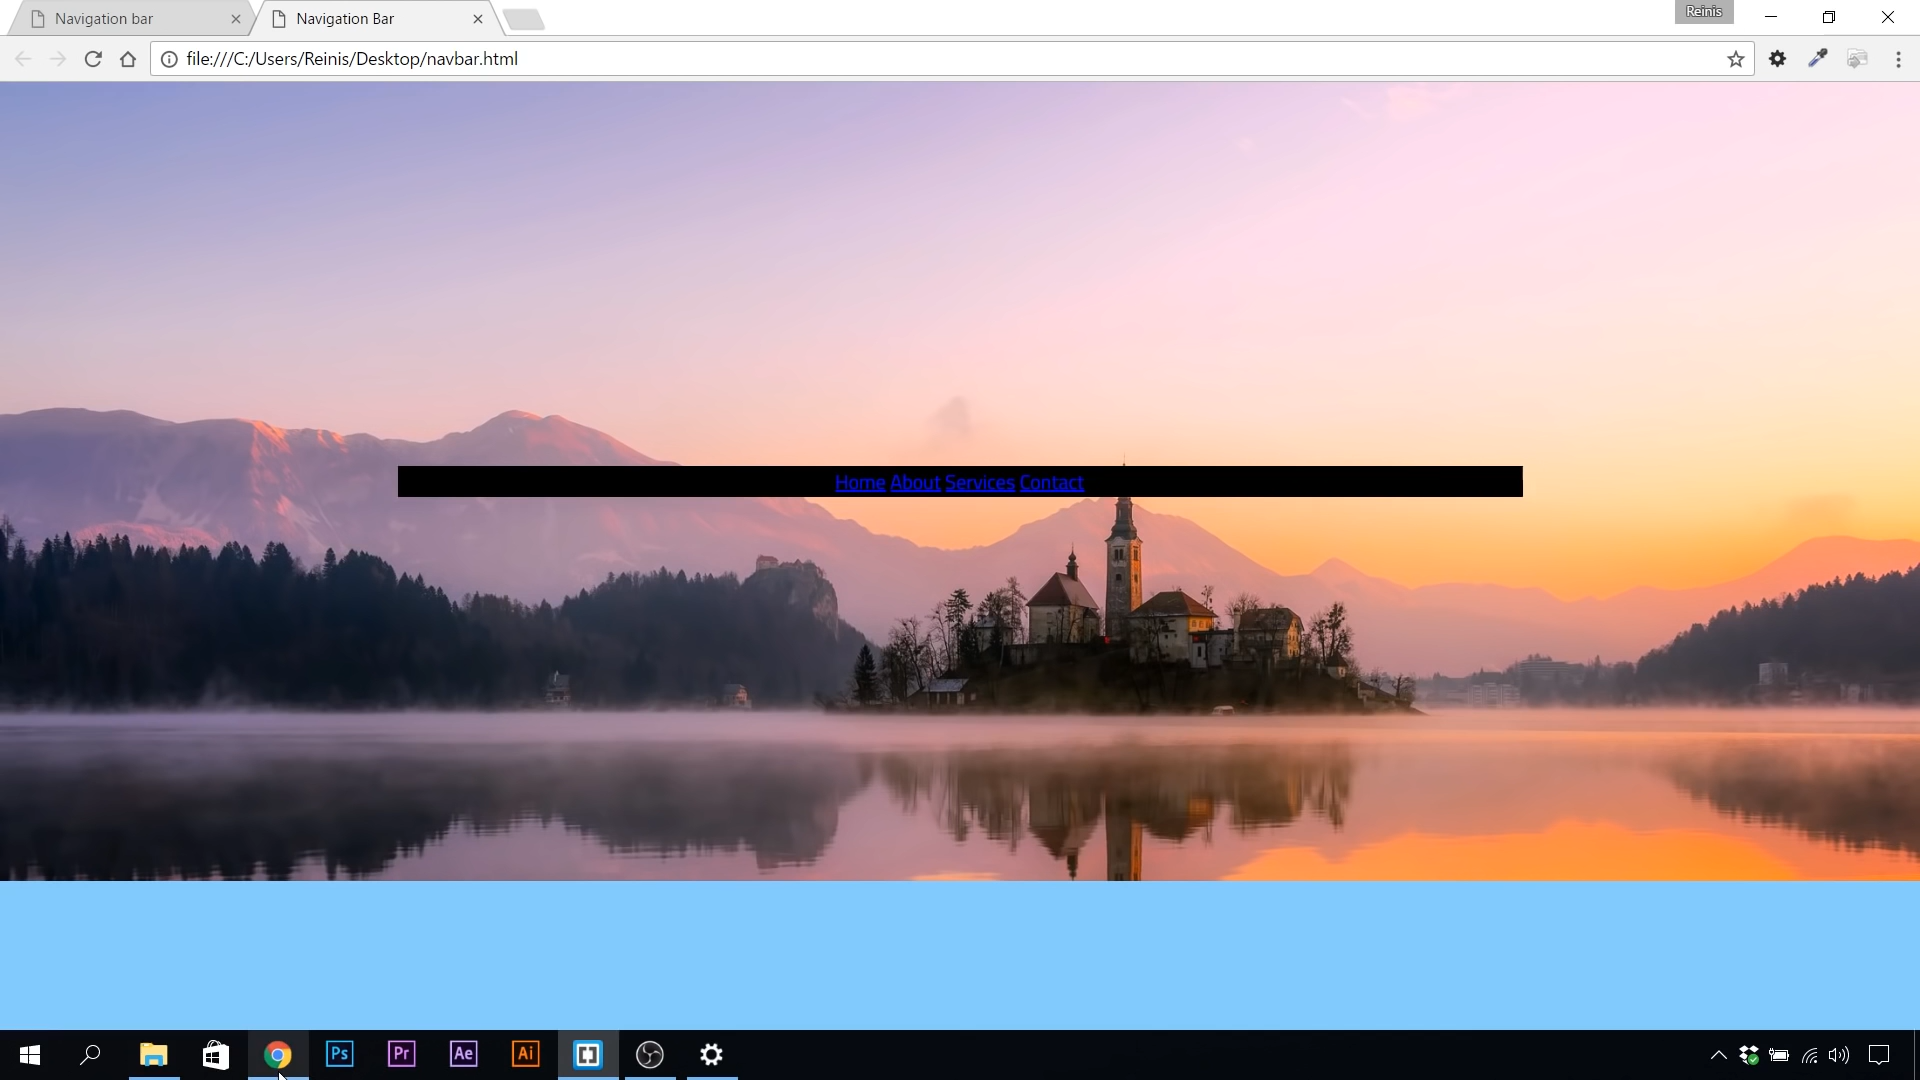 Navigation bar
Navigation Bar
Reinis
file:///C:/Users/Reinis/Desktop/navbar.html
Home About Services Contact
Ps Pr Ae Ai